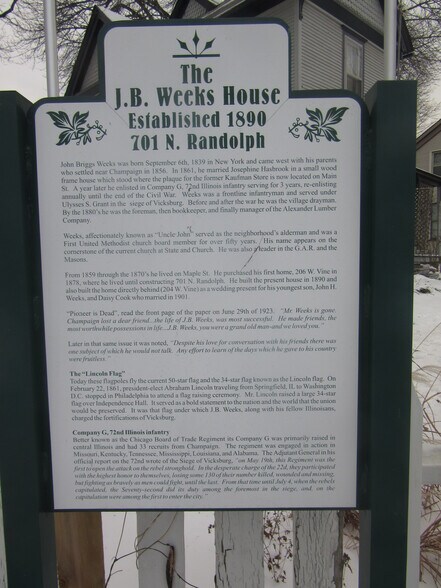 The
J.B. Weeks House
Established 1890
701 N. Randolph
John Briggs Weeks was born September 6th, 1839 in New York and came west with his parents
who settled near Champaign in 1856. In 1861, he married Josephine Hasbrook in a small wood
frame house which stood where the plaque for the former Kaufman Store is now located on Main
St. A year later he enlisted in Company G, 72nd Illinois infantry serving for 3 years, re-enlisting
annually until the end of the Civil War. Weeks was a frontline infantryman and served under
Ulysses S. Grant in the siege of Vicksburg. Before and after the war he was the village drayman.
By the 1880's he was the foreman, then bookkeeper, and finally manager of the Alexander Lumber
Company.
Weeks, affectionately known as "Uncle John" served as the neighborhood's alderman and was a
First United Methodist church board member for over fifty years. His name appears on the
cornerstone of the current church at State and Church. He was also a leader in the G.A.R. and the
Masons.
From 1859 through the 1870's he lived on Maple St. He purchased his first home, 206 W. Vine in
1878, where he lived until constructing 701 N. Randolph. He built the present house in 1890 and
also built the home directly behind (204 W. Vine) as a wedding present for his youngest son, John H.
Weeks, and Daisy Cook who married in 1901.
"Pioneer is Dead", read the front page of the paper on June 29th of 1923. "Mr. Weeks is gone.
Champaign lost a dear friend...the life of J.B. Weeks, was most successful. He made friends, the
most worthwhile possessions in life...J.B. Weeks, you were a grand old man-and we loved you."
Later in that same issue it was noted, "Despite his love for conversation with his friends there was
one subject of which he would not talk. Any effort to learn of the days which he gave to his country
were fruitless."
The "Lincoln Flag"
Today these flagpoles fly the current 50-star flag and the 34-star flag known as the Lincoln flag. On
February 22, 1861, president-elect Abraham Lincoln traveling from Springfield, IL to Washington
D.C. stopped in Philadelphia to attend a flag raising ceremony. Mr. Lincoln raised a large 34-star
flag over Independence Hall. It served as a bold statement to the nation and the world that the union
would be preserved. It was that flag under which J.B. Weeks, along with his fellow Illinoisans,
charged the fortifications of Vicksburg.
Company G, 72nd Illinois infantry
Better known as the Chicago Board of Trade Regiment its Company G was primarily raised in
central Illinois and had 33 recruits from Champaign. The regiment was engaged in action in
Missouri, Kentucky, Tennessee, Mississippi, Louisiana, and Alabama. The Adjutant General in his
official report on the 72nd wrote of the Siege of Vicksburg, "on May 19th, this Regiment was the
first to open the attack on the rebel stronghold. In the desperate charge of the 22d, they participated
with the highest honor to themselves, losing some 130 of their number killed, wounded and missing,
but fighting as bravely as men could fight, until the last. From that time until July 4, when the rebels
capitulated, the Seventy-second did its duty among the foremost in the siege, and, on the
capitulation were among the first to enter the city."